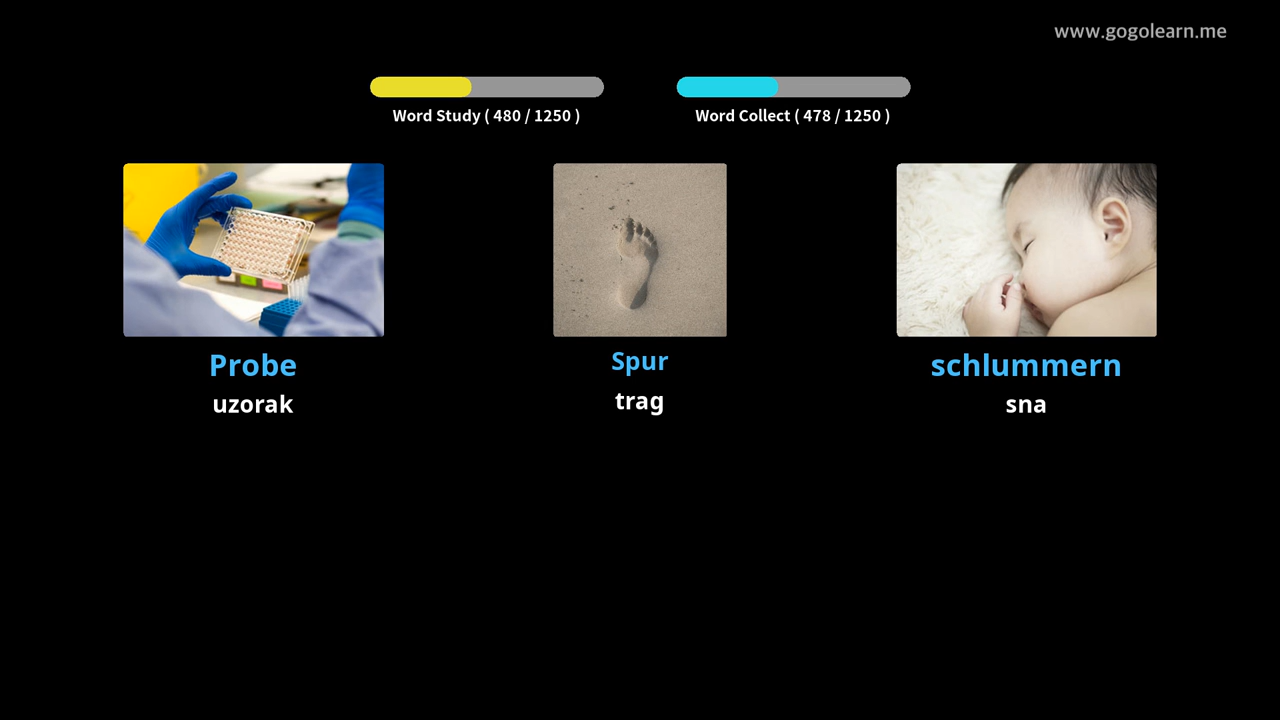 www.gogolearn.me
Word Study ( 480 / 1250 )
Word Collect ( 478 / 1250 )
Probe
uzorak
Spur
trag
schlummern
sna